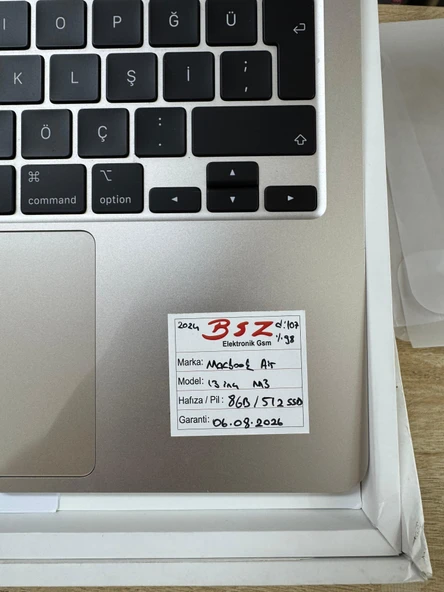 I O P Ğ Ü
K L Ş İ ; ,
Ö Ç : .
⌘ ⌥
command option
2024 BSZ d:107
Elektronik Gsm %98
Marka: Macbook Air
Model: 13 inç M3
Hafıza / Pil : 8GB / 512 SSD
Garanti: 06.08.2026